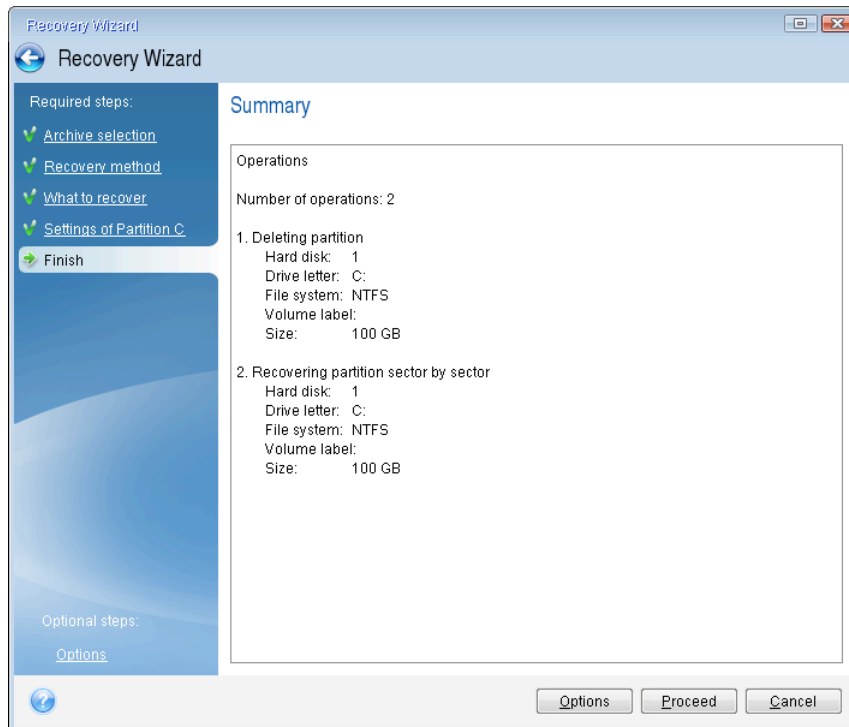 Recovery Wizard
Recovery Wizard
Required steps:
Archive selection
Recovery method
What to recover
Settings of Partition C
Finish
Optional steps:
Options
Summary
Operations
Number of operations: 2
1. Deleting partition
Hard disk: 1
Drive letter: C:
File system: NTFS
Volume label:
Size: 100 GB
2. Recovering partition sector by sector
Hard disk: 1
Drive letter: C:
File system: NTFS
Volume label:
Size: 100 GB
?
Options
Proceed
Cancel